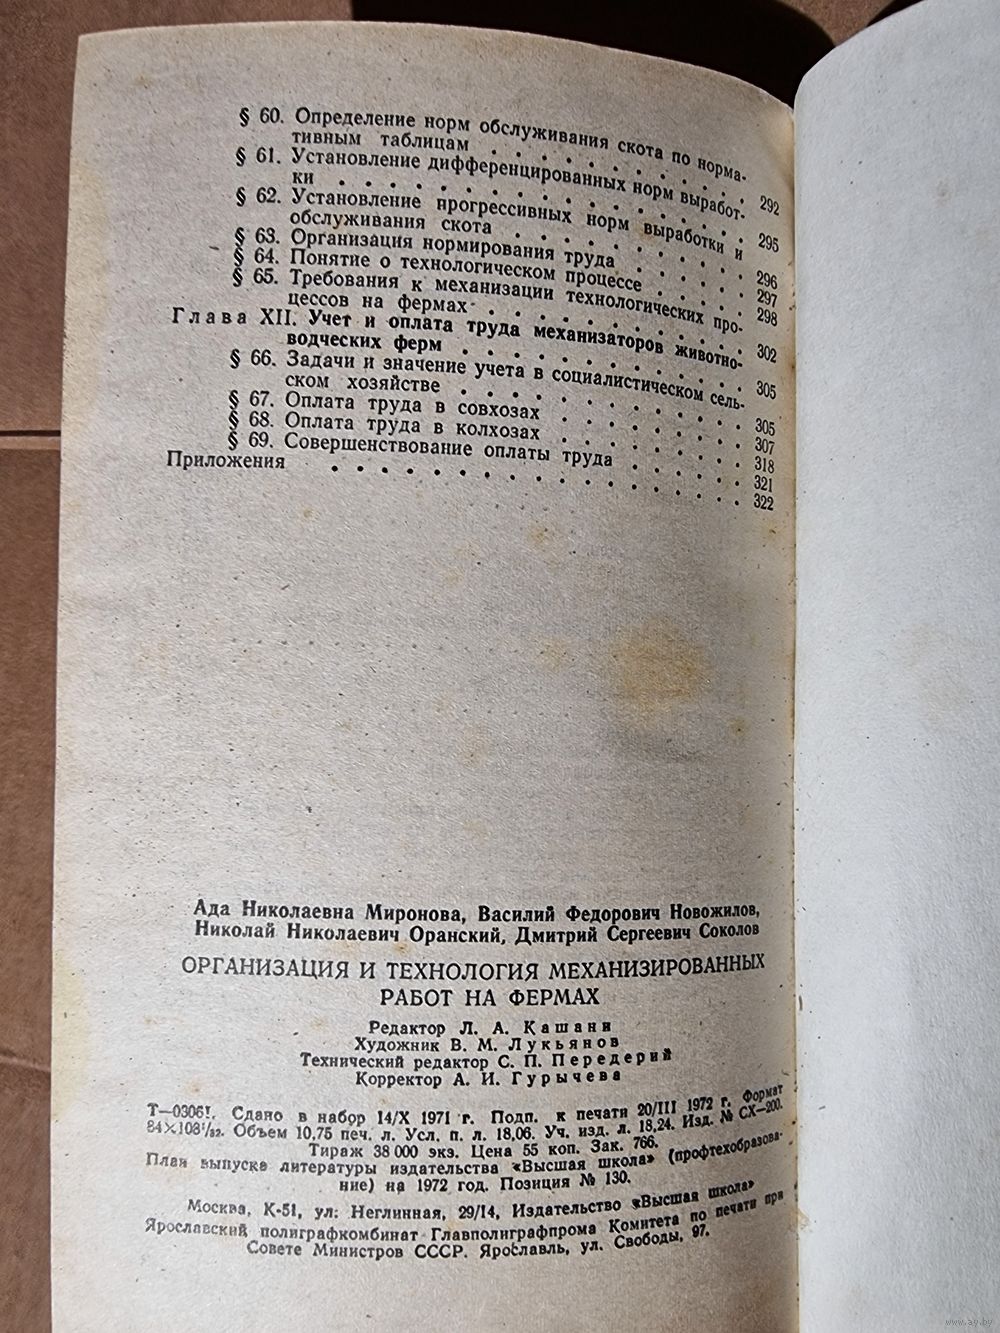 § 60. Определение норм обслуживания скота по норма-
тивным таблицам . . . . . . . . . . 292
§ 61. Установление дифференцированных норм выработ-
ки . . . . . . . . . . . . . . . . 295
§ 62. Установление прогрессивных норм выработки и
обслуживания скота . . . . . . . . . 296
§ 63. Организация нормирования труда . . . . . 297
§ 64. Понятие о технологическом процессе . . . . 298
§ 65. Требования к механизации технологических про-
цессов на фермах . . . . . . . . . . 302
Глава XII. Учет и оплата труда механизаторов животно-
водческих ферм . . . . . . . . . . . 305
§ 66. Задачи и значение учета в социалистическом сель-
ском хозяйстве . . . . . . . . . . . 305
§ 67. Оплата труда в совхозах . . . . . . . 307
§ 68. Оплата труда в колхозах . . . . . . . 318
§ 69. Совершенствование оплаты труда . . . . . 321
Приложения . . . . . . . . . . . . . . . . 322
Ада Николаевна Миронова, Василий Федорович Новожилов,
Николай Николаевич Оранский, Дмитрий Сергеевич Соколов
ОРГАНИЗАЦИЯ И ТЕХНОЛОГИЯ МЕХАНИЗИРОВАННЫХ
РАБОТ НА ФЕРМАХ
Редактор Л. А. Кашани
Художник В. М. Лукьянов
Технический редактор С. П. Передерий
Корректор А. И. Гурычева
Т—03061. Сдано в набор 14/X 1971 г. Подп. к печати 20/III 1972 г. Формат
84×108¹/₃₂. Объем 10,75 печ. л. Усл. п. л. 18,06. Уч. изд. л. 18,24. Изд. № СХ—200.
Тираж 38 000 экз. Цена 55 коп. Зак. 766.
План выпуска литературы издательства «Высшая школа» (профтехобразова-
ние) на 1972 год. Позиция № 130.
Москва, К-51, ул. Неглинная, 29/14, Издательство «Высшая школа»
Ярославский полиграфкомбинат Главполиграфпрома Комитета по печати при
Совете Министров СССР. Ярославль, ул. Свободы, 97.
www.ay.by